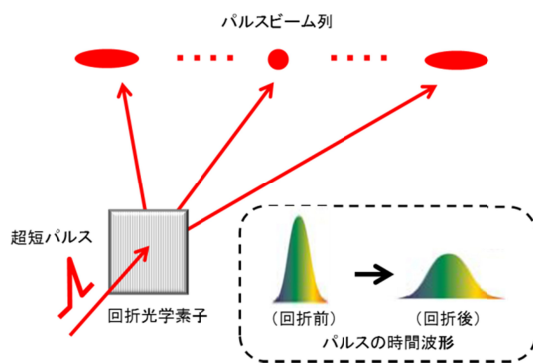 パルスビーム列
超短パルス
回折光学素子
（回折前）
（回折後）
パルスの時間波形